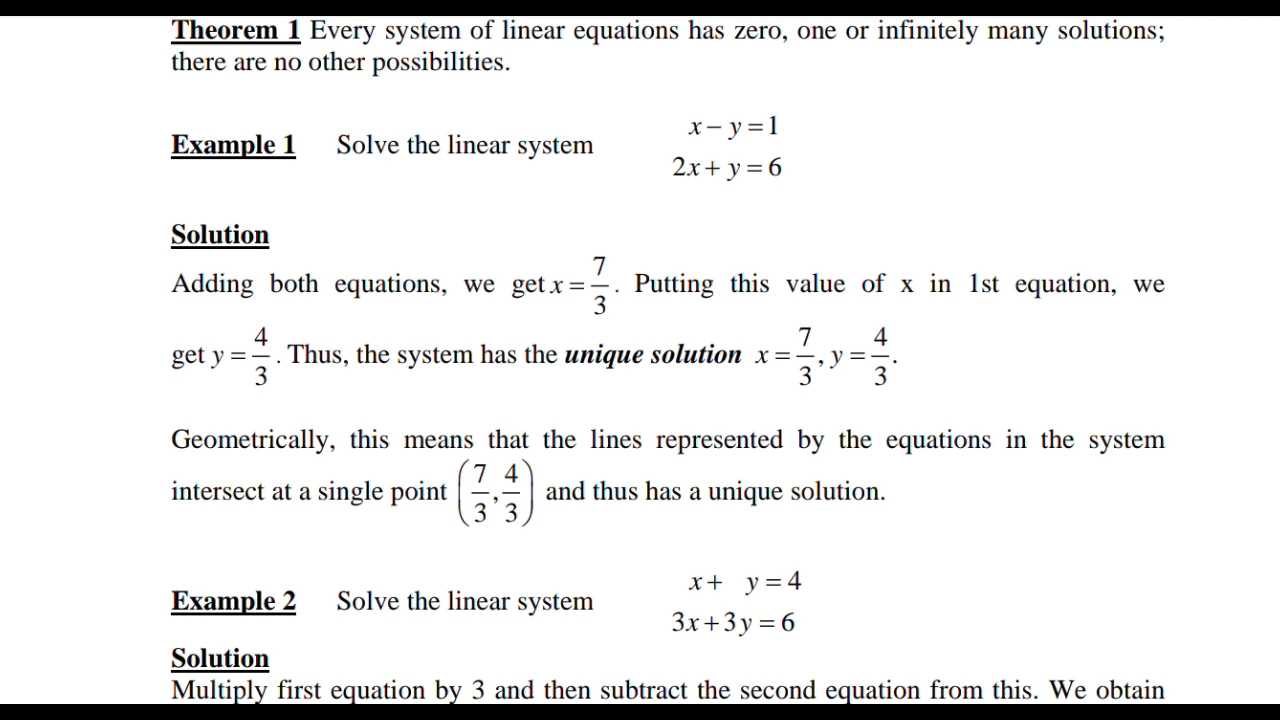 Theorem 1 Every system of linear equations has zero, one or infinitely many solutions;
there are no other possibilities.
Example 1 Solve the linear system
x − y = 1
2x + y = 6
Solution
Adding both equations, we get x = 7/3. Putting this value of x in 1st equation, we
get y = 4/3. Thus, the system has the unique solution x = 7/3, y = 4/3.
Geometrically, this means that the lines represented by the equations in the system
intersect at a single point (7/3, 4/3) and thus has a unique solution.
Example 2 Solve the linear system
x + y = 4
3x + 3y = 6
Solution
Multiply first equation by 3 and then subtract the second equation from this. We obtain